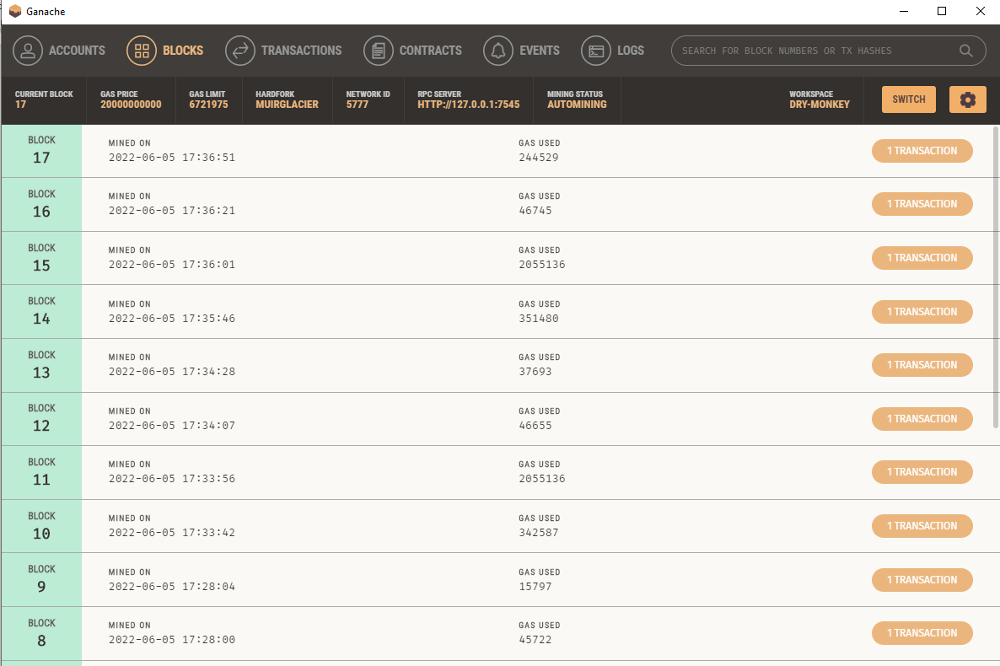 Ganache
ACCOUNTS BLOCKS TRANSACTIONS CONTRACTS EVENTS LOGS SEARCH FOR BLOCK NUMBERS OR TX HASHES
CURRENT BLOCK GAS PRICE GAS LIMIT HARDFORK NETWORK ID RPC SERVER MINING STATUS WORKSPACE
17 20000000000 6721975 MUIRGLACIER 5777 HTTP://127.0.0.1:7545 AUTOMINING DRY-MONKEY SWITCH
BLOCK MINED ON GAS USED
17 2022-06-05 17:36:51 244529 1 TRANSACTION
BLOCK MINED ON GAS USED
16 2022-06-05 17:36:21 46745 1 TRANSACTION
BLOCK MINED ON GAS USED
15 2022-06-05 17:36:01 2055136 1 TRANSACTION
BLOCK MINED ON GAS USED
14 2022-06-05 17:35:46 351480 1 TRANSACTION
BLOCK MINED ON GAS USED
13 2022-06-05 17:34:28 37693 1 TRANSACTION
BLOCK MINED ON GAS USED
12 2022-06-05 17:34:07 46655 1 TRANSACTION
BLOCK MINED ON GAS USED
11 2022-06-05 17:33:56 2055136 1 TRANSACTION
BLOCK MINED ON GAS USED
10 2022-06-05 17:33:42 342587 1 TRANSACTION
BLOCK MINED ON GAS USED
9 2022-06-05 17:28:04 15797 1 TRANSACTION
BLOCK MINED ON GAS USED
8 2022-06-05 17:28:00 45722 1 TRANSACTION